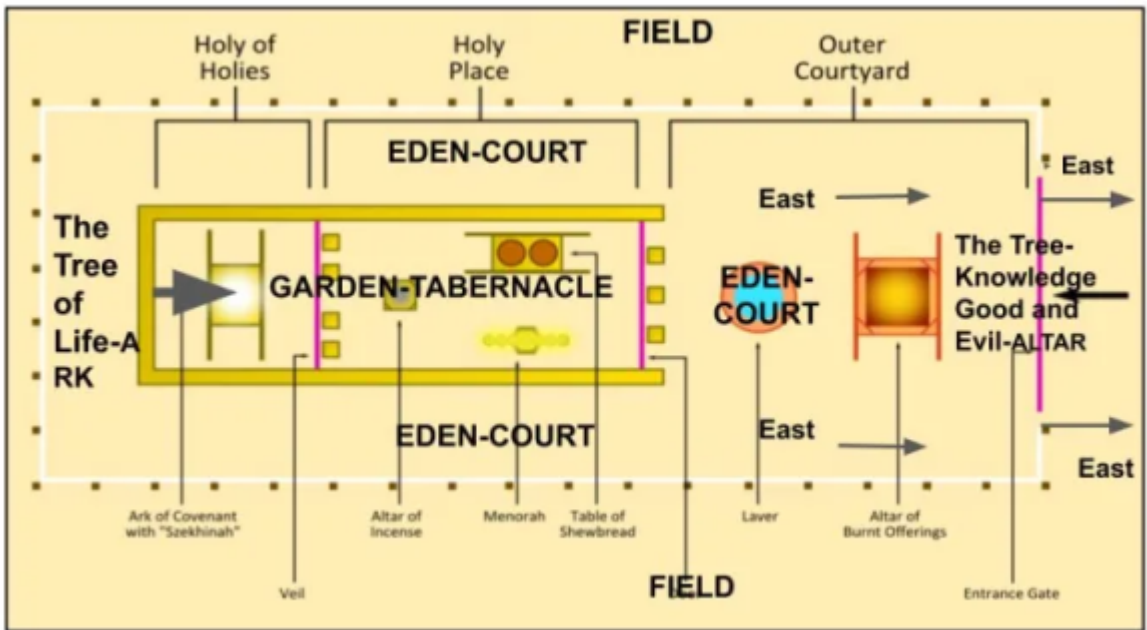 FIELD
Holy of
Holies
Holy
Place
Outer
Courtyard
EDEN-COURT
East
East
The
Tree
of
Life-A
RK
GARDEN-TABERNACLE
EDEN-
COURT
The Tree-
Knowledge
Good and
Evil-ALTAR
EDEN-COURT
East
East
Ark of Covenant
with "Szekhinah"
Altar of
Incense
Menorah
Table of
Shewbread
Laver
Altar of
Burnt Offerings
Veil
FIELD
Entrance Gate